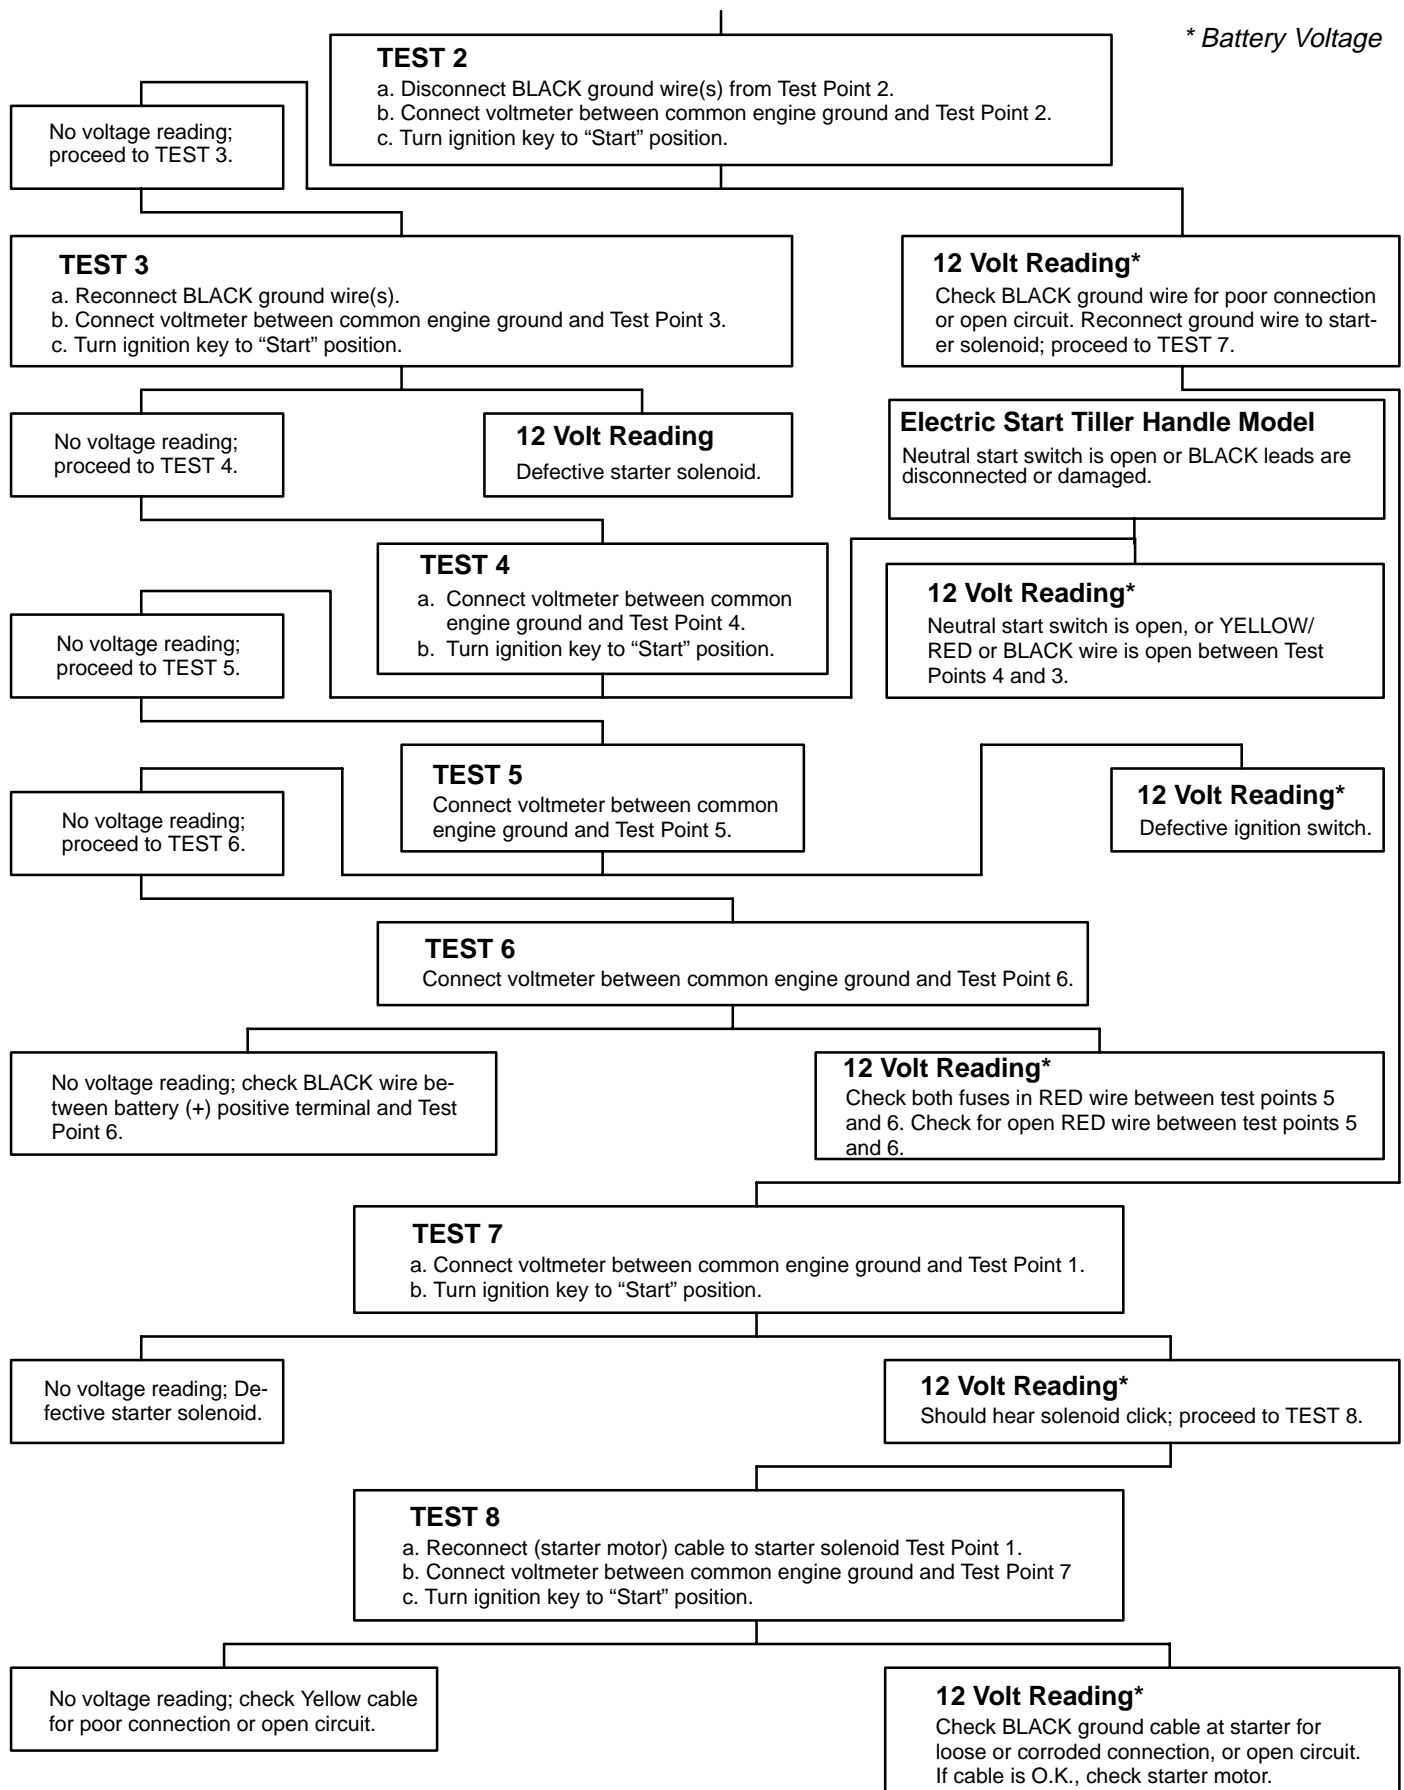 * Battery Voltage
TEST 2
a. Disconnect BLACK ground wire(s) from Test Point 2.
b. Connect voltmeter between common engine ground and Test Point 2.
c. Turn ignition key to “Start” position.
No voltage reading;
proceed to TEST 3.
TEST 3
a. Reconnect BLACK ground wire(s).
b. Connect voltmeter between common engine ground and Test Point 3.
c. Turn ignition key to “Start” position.
12 Volt Reading*
Check BLACK ground wire for poor connection
or open circuit. Reconnect ground wire to start-
er solenoid; proceed to TEST 7.
No voltage reading;
proceed to TEST 4.
12 Volt Reading
Defective starter solenoid.
Electric Start Tiller Handle Model
Neutral start switch is open or BLACK leads are
disconnected or damaged.
TEST 4
a. Connect voltmeter between common
engine ground and Test Point 4.
b. Turn ignition key to “Start” position.
12 Volt Reading*
Neutral start switch is open, or YELLOW/
RED or BLACK wire is open between Test
Points 4 and 3.
No voltage reading;
proceed to TEST 5.
TEST 5
Connect voltmeter between common
engine ground and Test Point 5.
12 Volt Reading*
Defective ignition switch.
No voltage reading;
proceed to TEST 6.
TEST 6
Connect voltmeter between common engine ground and Test Point 6.
No voltage reading; check BLACK wire be-
tween battery (+) positive terminal and Test
Point 6.
12 Volt Reading*
Check both fuses in RED wire between test points 5
and 6. Check for open RED wire between test points 5
and 6.
TEST 7
a. Connect voltmeter between common engine ground and Test Point 1.
b. Turn ignition key to “Start” position.
No voltage reading; De-
fective starter solenoid.
12 Volt Reading*
Should hear solenoid click; proceed to TEST 8.
TEST 8
a. Reconnect (starter motor) cable to starter solenoid Test Point 1.
b. Connect voltmeter between common engine ground and Test Point 7
c. Turn ignition key to “Start” position.
No voltage reading; check Yellow cable
for poor connection or open circuit.
12 Volt Reading*
Check BLACK ground cable at starter for
loose or corroded connection, or open circuit.
If cable is O.K., check starter motor.